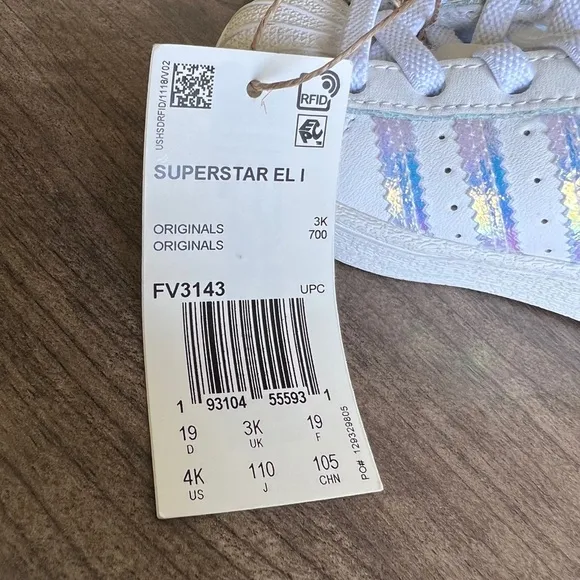 USHSDRFID/1118/V02
RFID
EPC
SUPERSTAR EL I
ORIGINALS 3K
ORIGINALS 700
FV3143 UPC
1 93104 55593 1
19 3K 19
D UK F
4K 110 105
US J CHN
PO# 129329805